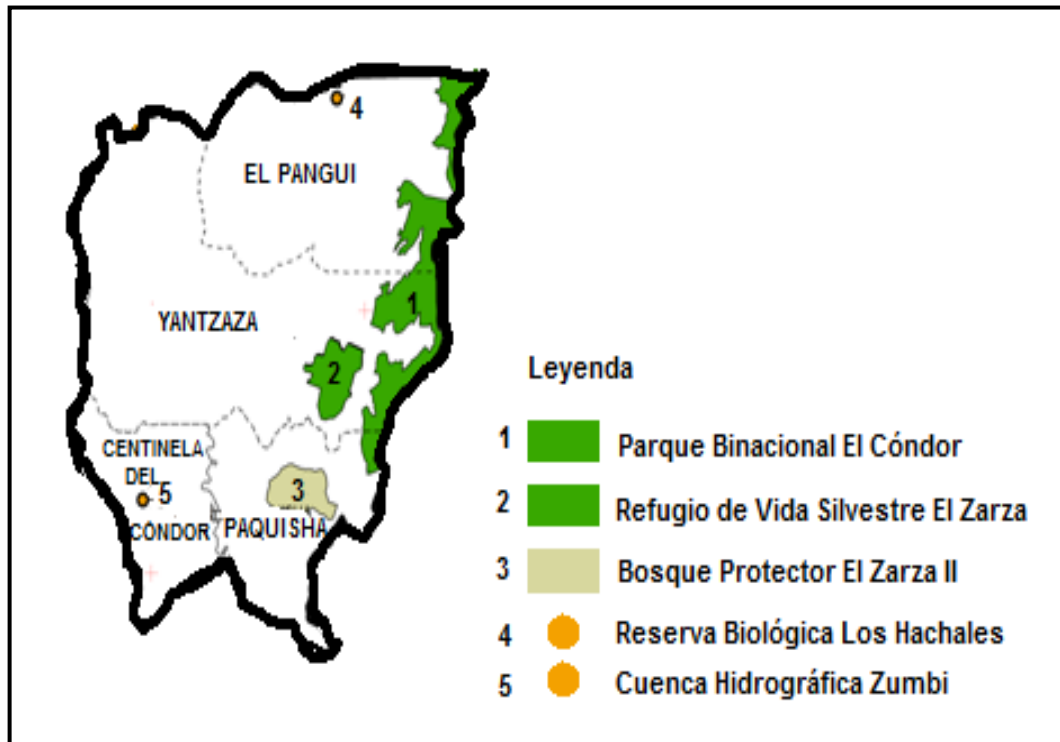 4
EL PANGUI
1
YANTZAZA
2
CENTINELA
DEL
5
CONDOR
3
PAQUISHA
Leyenda
1 Parque Binacional El Cóndor
2 Refugio de Vida Silvestre El Zarza
3 Bosque Protector El Zarza II
4 Reserva Biológica Los Hachales
5 Cuenca Hidrográfica Zumbi